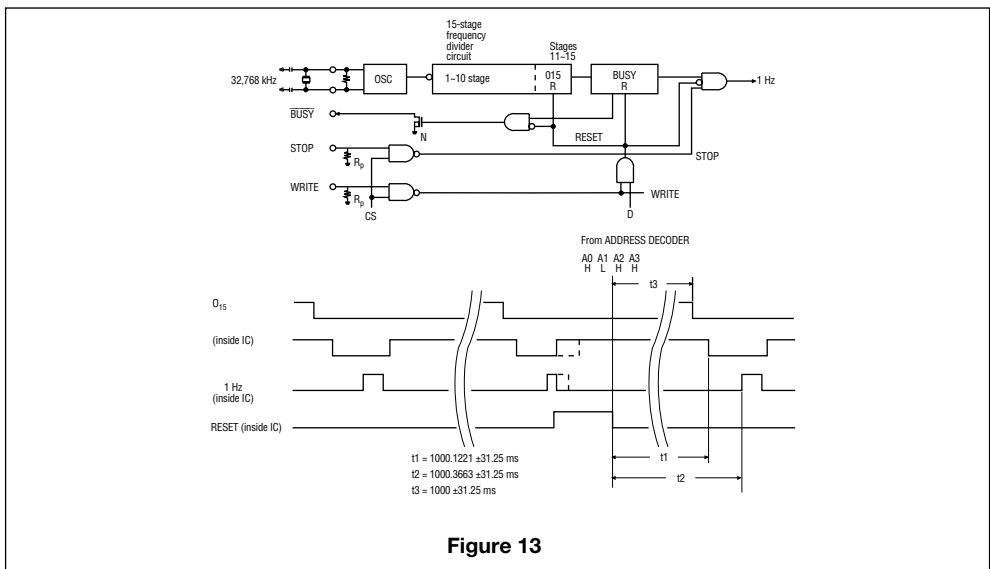 15-stage
frequency
divider
circuit
Stages
11~15
32,768 kHz
OSC
1~10 stage
015
R
BUSY
R
1 Hz
BUSY
N
RESET
STOP
Rp
STOP
WRITE
Rp
WRITE
CS
D
From ADDRESS DECODER
A0 A1 A2 A3
H L H H
t3
O15
(inside IC)
1 Hz
(inside IC)
RESET (inside IC)
t1 = 1000.1221 ±31.25 ms
t2 = 1000.3663 ±31.25 ms
t3 = 1000 ±31.25 ms
t1
t2
Figure 13